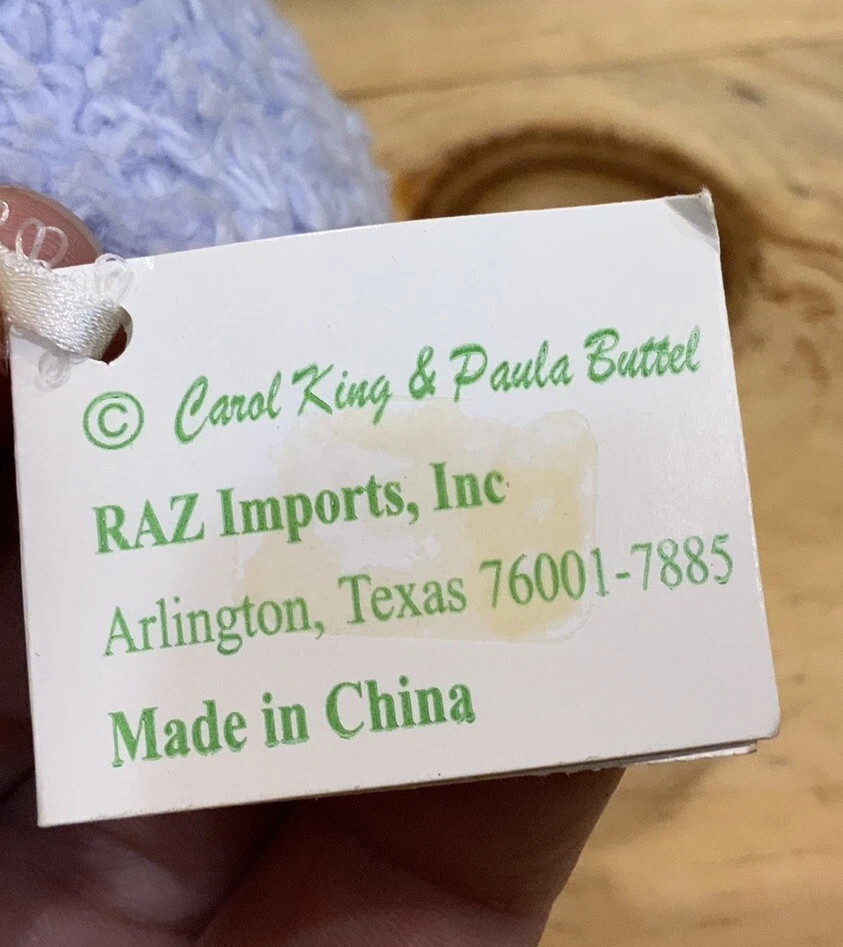 © Carol King & Paula Buttel
RAZ Imports, Inc
Arlington, Texas 76001-7885
Made in China